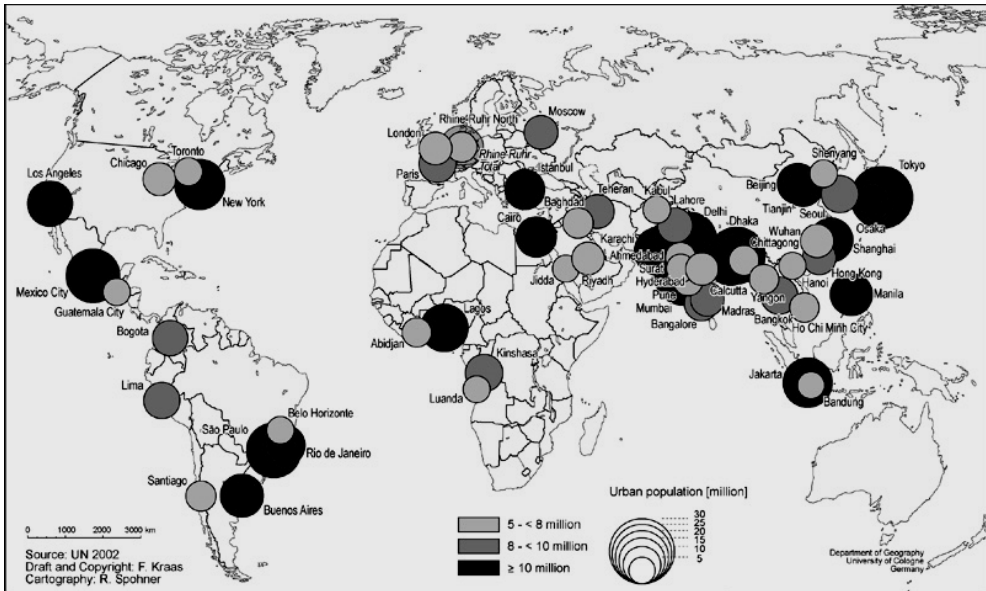 Moscow
Rhine-Ruhr North
London
Rhine-Ruhr
Total
Paris
Istanbul
Toronto
Chicago
Los Angeles
New York
Shenyang
Tokyo
Beijing
Teheran
Kabul
Lahore
Baghdad
Delhi
Dhaka
Tianjin
Seoul
Cairo
Karachi
Wuhan
Osaka
Chittagong
Shanghai
Ahmedabad
Surat
Jidda
Riyadh
Hyderabad
Calcutta
Hanoi
Hong Kong
Mexico City
Guatemala City
Pune
Mumbai
Yangon
Manila
Madras
Bangalore
Bangkok
Ho Chi Minh City
Bogota
Lagos
Abidjan
Kinshasa
Lima
Luanda
Jakarta
Bandung
Belo Horizonte
São Paulo
Rio de Janeiro
Santiago
Buenos Aires
Urban population [million]
30
25
20
15
10
5
5 - < 8 million
8 - < 10 million
≥ 10 million
0 1000 3000 km
Source: UN 2002
Draft and Copyright: F. Kraas
Cartography: R. Spohner
Department of Geography
University of Cologne
Germany